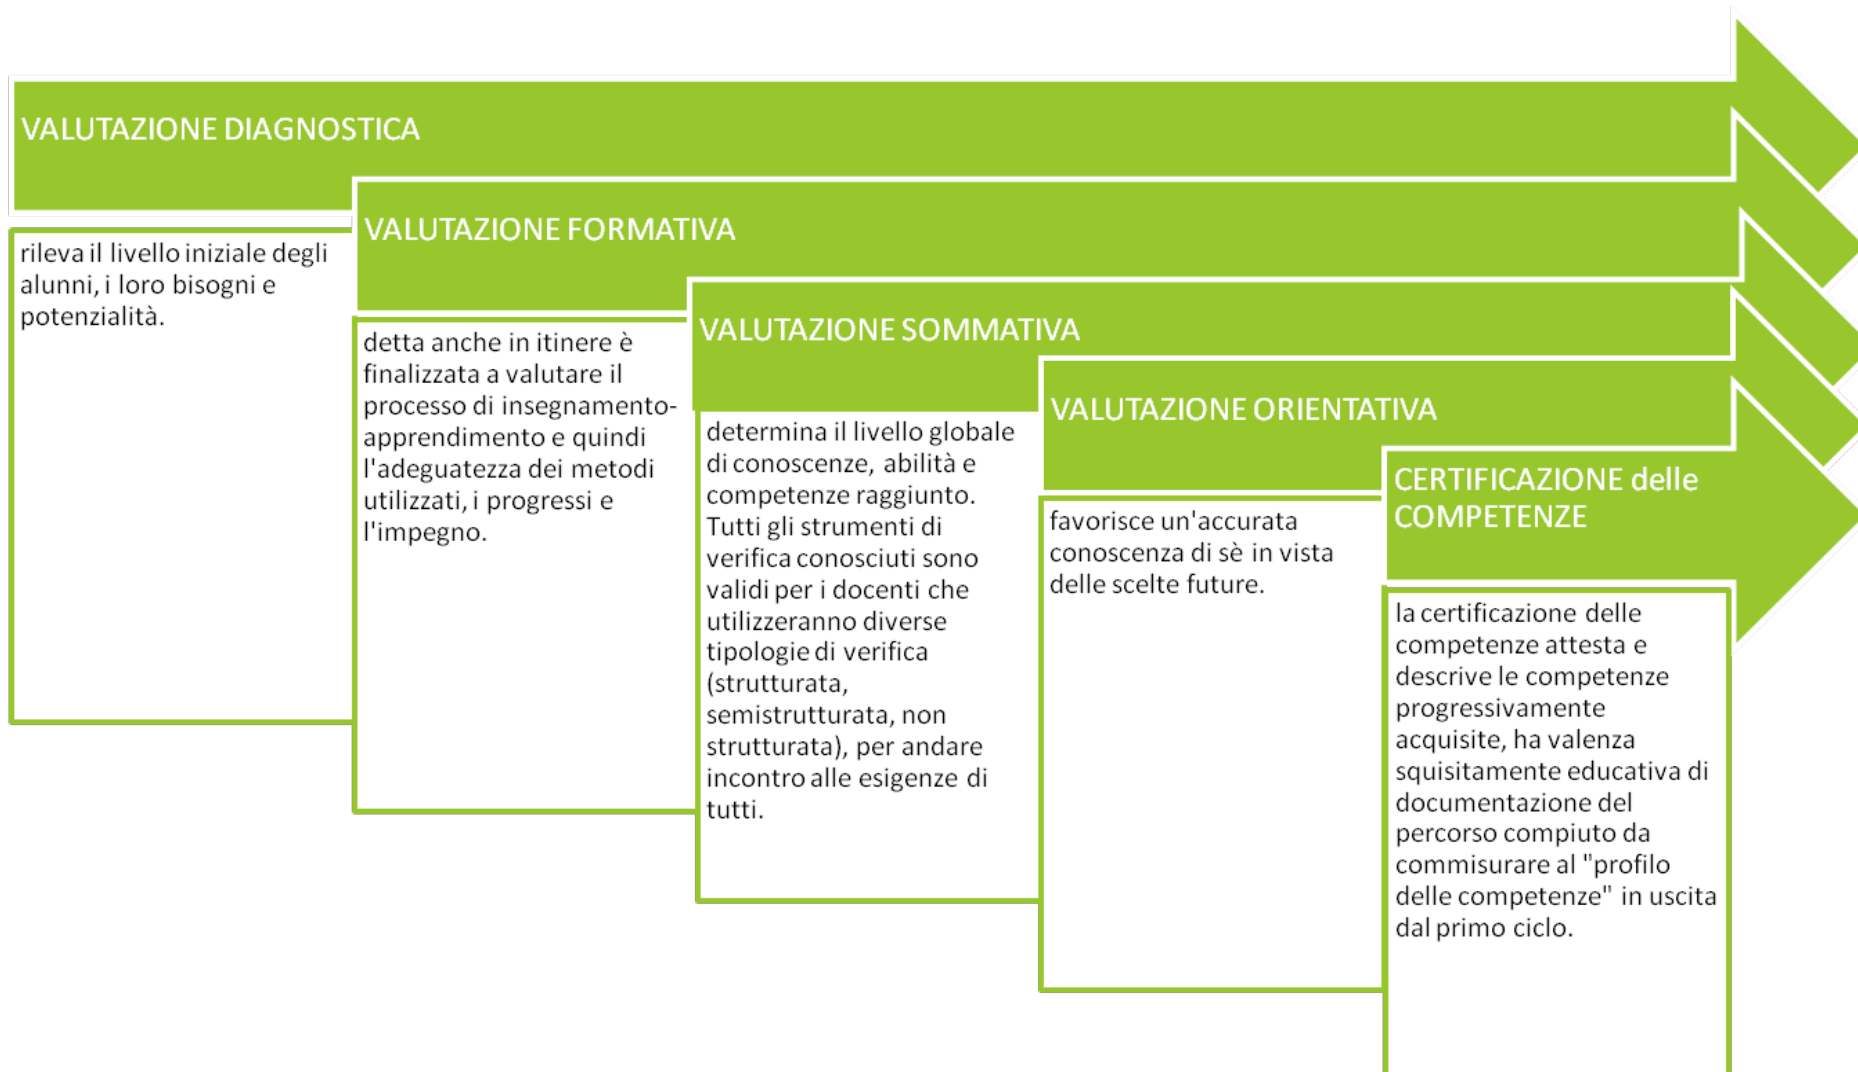 VALUTAZIONE DIAGNOSTICA
rileva il livello iniziale degli
alunni, i loro bisogni e
potenzialità.
VALUTAZIONE FORMATIVA
detta anche in itinere è
finalizzata a valutare il
processo di insegnamento-
apprendimento e quindi
l'adeguatezza dei metodi
utilizzati, i progressi e
l'impegno.
VALUTAZIONE SOMMATIVA
determina il livello globale
di conoscenze, abilità e
competenze raggiunto.
Tutti gli strumenti di
verifica conosciuti sono
validi per i docenti che
utilizzeranno diverse
tipologie di verifica
(strutturata,
semistrutturata, non
strutturata), per andare
incontro alle esigenze di
tutti.
VALUTAZIONE ORIENTATIVA
favorisce un'accurata
conoscenza di sè in vista
delle scelte future.
CERTIFICAZIONE delle
COMPETENZE
la certificazione delle
competenze attesta e
descrive le competenze
progressivamente
acquisite, ha valenza
squisitamente educativa di
documentazione del
percorso compiuto da
commisurare al "profilo
delle competenze" in uscita
dal primo ciclo.